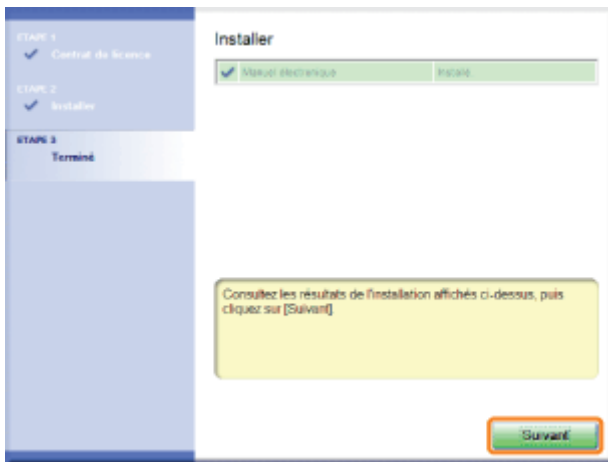 ETAPE 1
Contrat de licence
ETAPE 2
Installer
ETAPE 3
Terminé
Installer
Manuel électronique Installé.
Consultez les résultats de l'installation affichés ci-dessus, puis
cliquez sur [Suivant].
Suivant